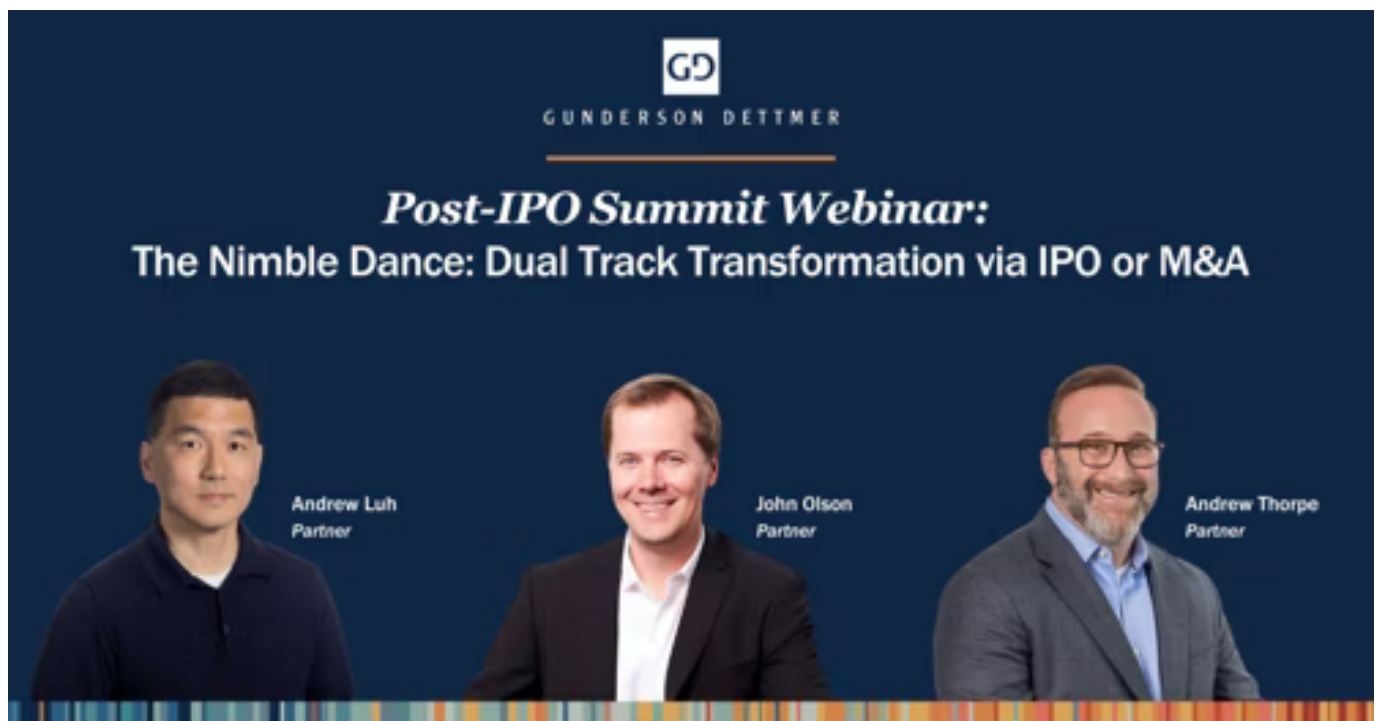 GD
GUNDERSON DETTMER
Post-IPO Summit Webinar:
The Nimble Dance: Dual Track Transformation via IPO or M&A
Andrew Luh
Partner
John Olson
Partner
Andrew Thorpe
Partner